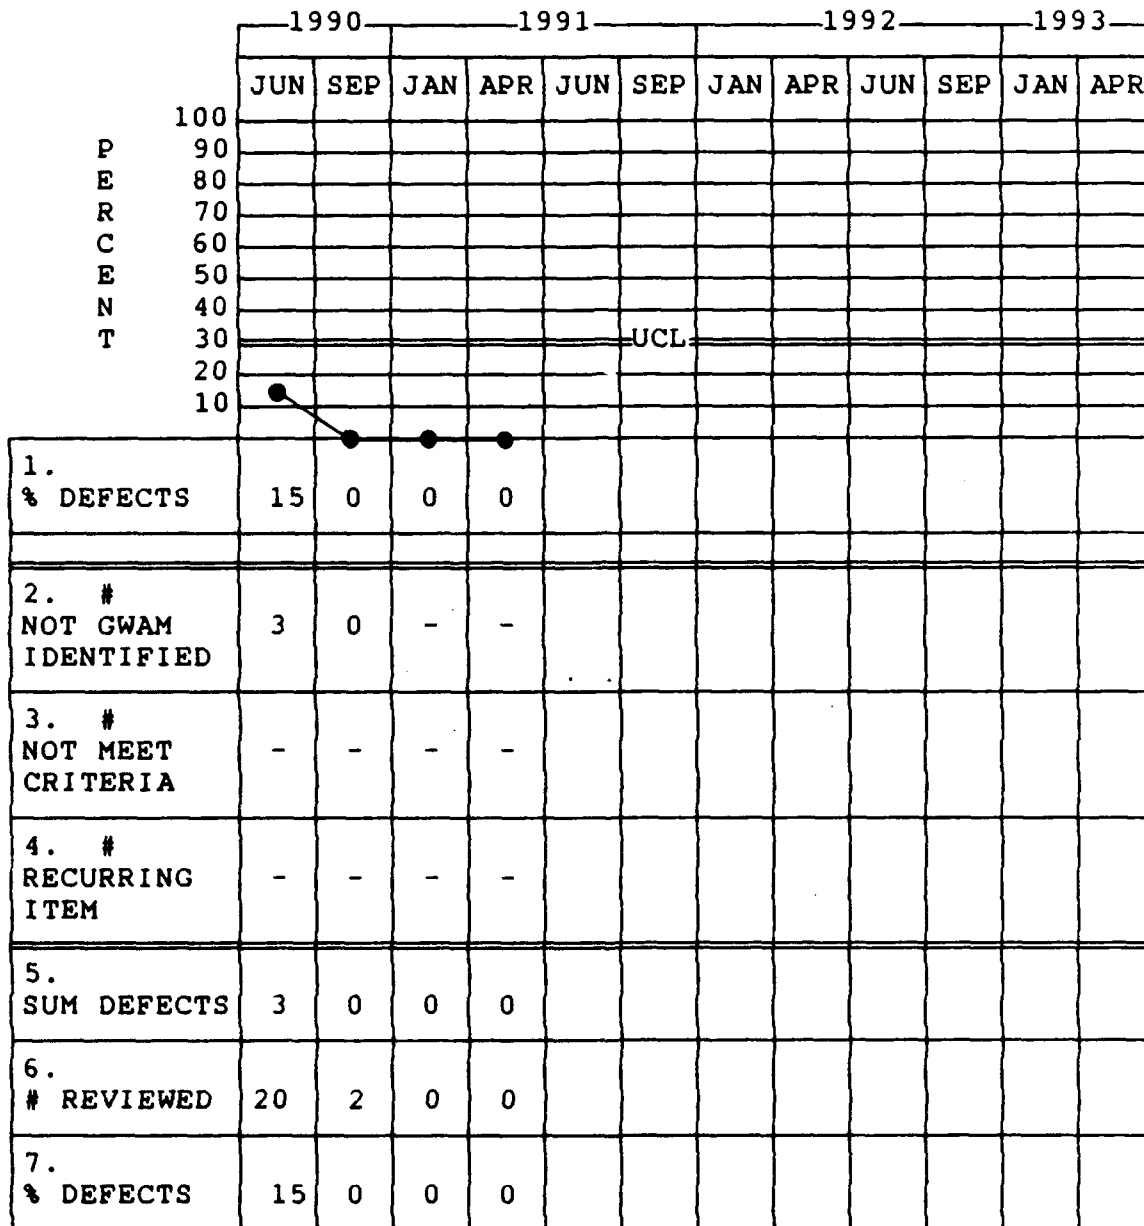 1990 1991 1992 1993
JUN SEP JAN APR JUN SEP JAN APR JUN SEP JAN APR
PERCENT
100
90
80
70
60
50
40
30 UCL
20
10
1.
% DEFECTS 15 0 0 0
2. #
NOT GWAM 3 0 - -
IDENTIFIED
3. #
NOT MEET - - - -
CRITERIA
4. #
RECURRING - - - -
ITEM
5.
SUM DEFECTS 3 0 0 0
6.
# REVIEWED 20 2 0 0
7.
% DEFECTS 15 0 0 0